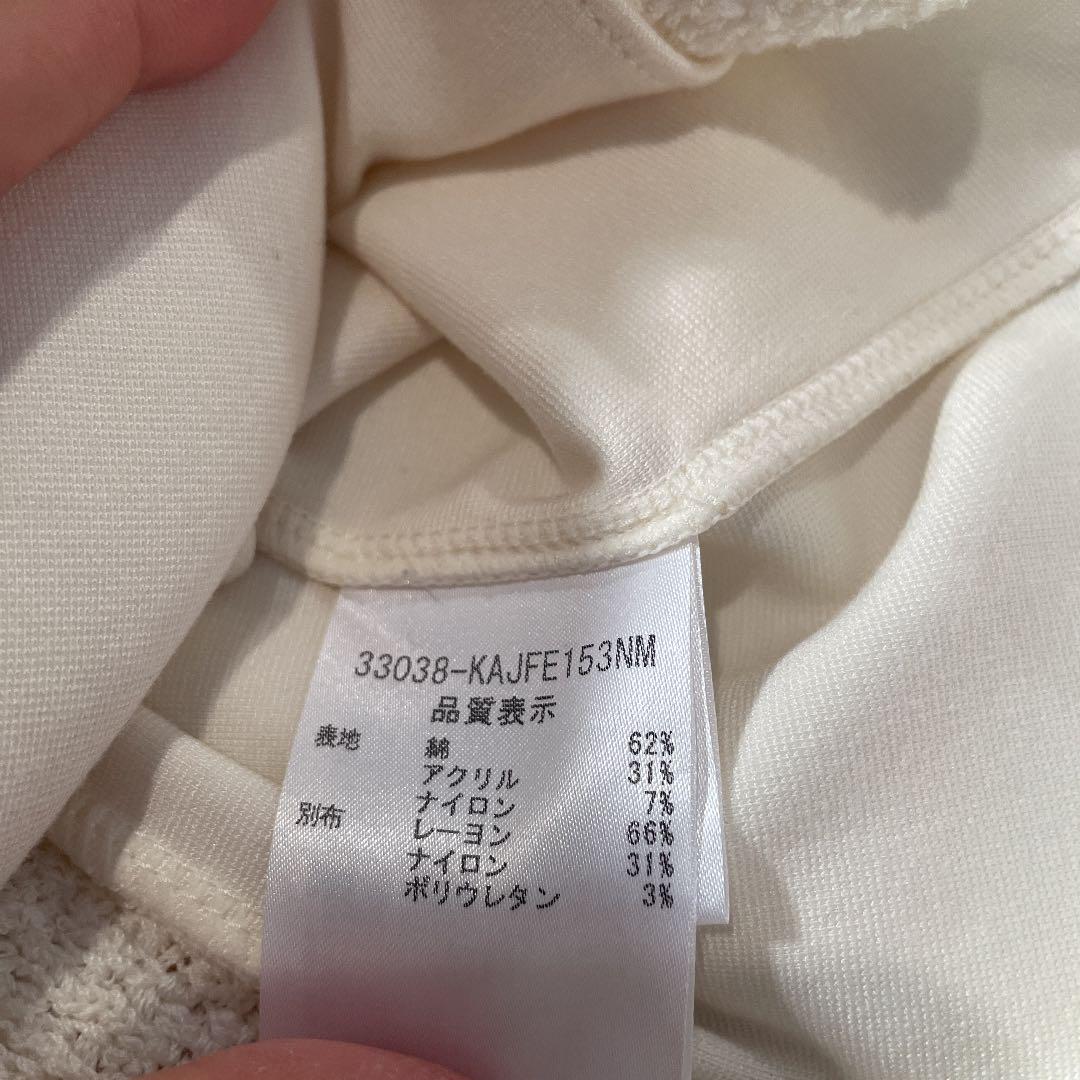 33038-KAJFE153NM
品質表示
表地 綿 62%
アクリル 31%
ナイロン 7%
別布 レーヨン 66%
ナイロン 31%
ポリウレタン 3%